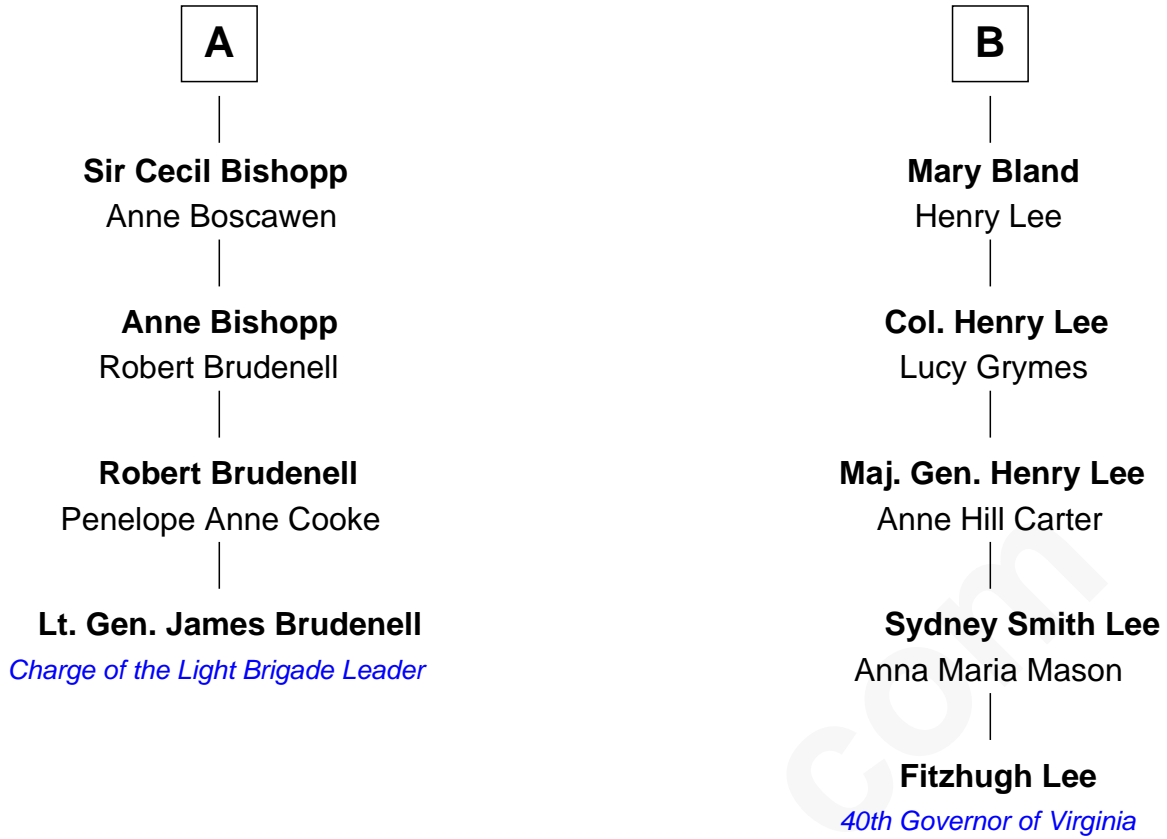 A
Sir Cecil Bishopp
Anne Boscawen
Anne Bishopp
Robert Brudenell
Robert Brudenell
Penelope Anne Cooke
Lt. Gen. James Brudenell
Charge of the Light Brigade Leader
B
Mary Bland
Henry Lee
Col. Henry Lee
Lucy Grymes
Maj. Gen. Henry Lee
Anne Hill Carter
Sydney Smith Lee
Anna Maria Mason
Fitzhugh Lee
40th Governor of Virginia
com